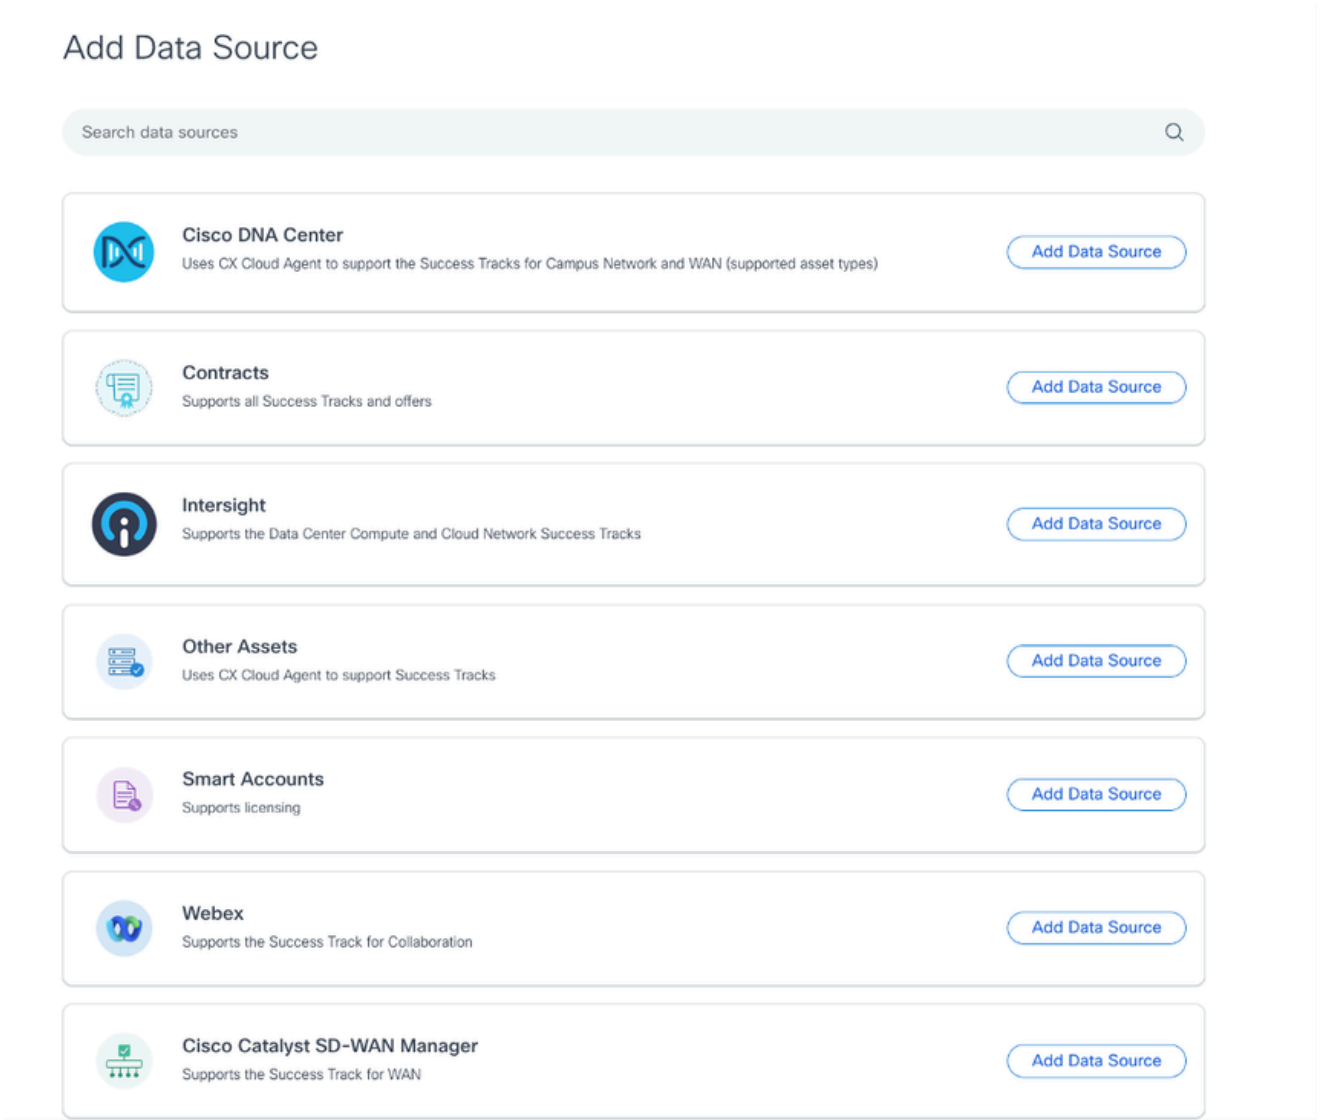 Add Data Source
Search data sources
Cisco DNA Center
Uses CX Cloud Agent to support the Success Tracks for Campus Network and WAN (supported asset types)
Add Data Source
Contracts
Supports all Success Tracks and offers
Add Data Source
Intersight
Supports the Data Center Compute and Cloud Network Success Tracks
Add Data Source
Other Assets
Uses CX Cloud Agent to support Success Tracks
Add Data Source
Smart Accounts
Supports licensing
Add Data Source
Webex
Supports the Success Track for Collaboration
Add Data Source
Cisco Catalyst SD-WAN Manager
Supports the Success Track for WAN
Add Data Source